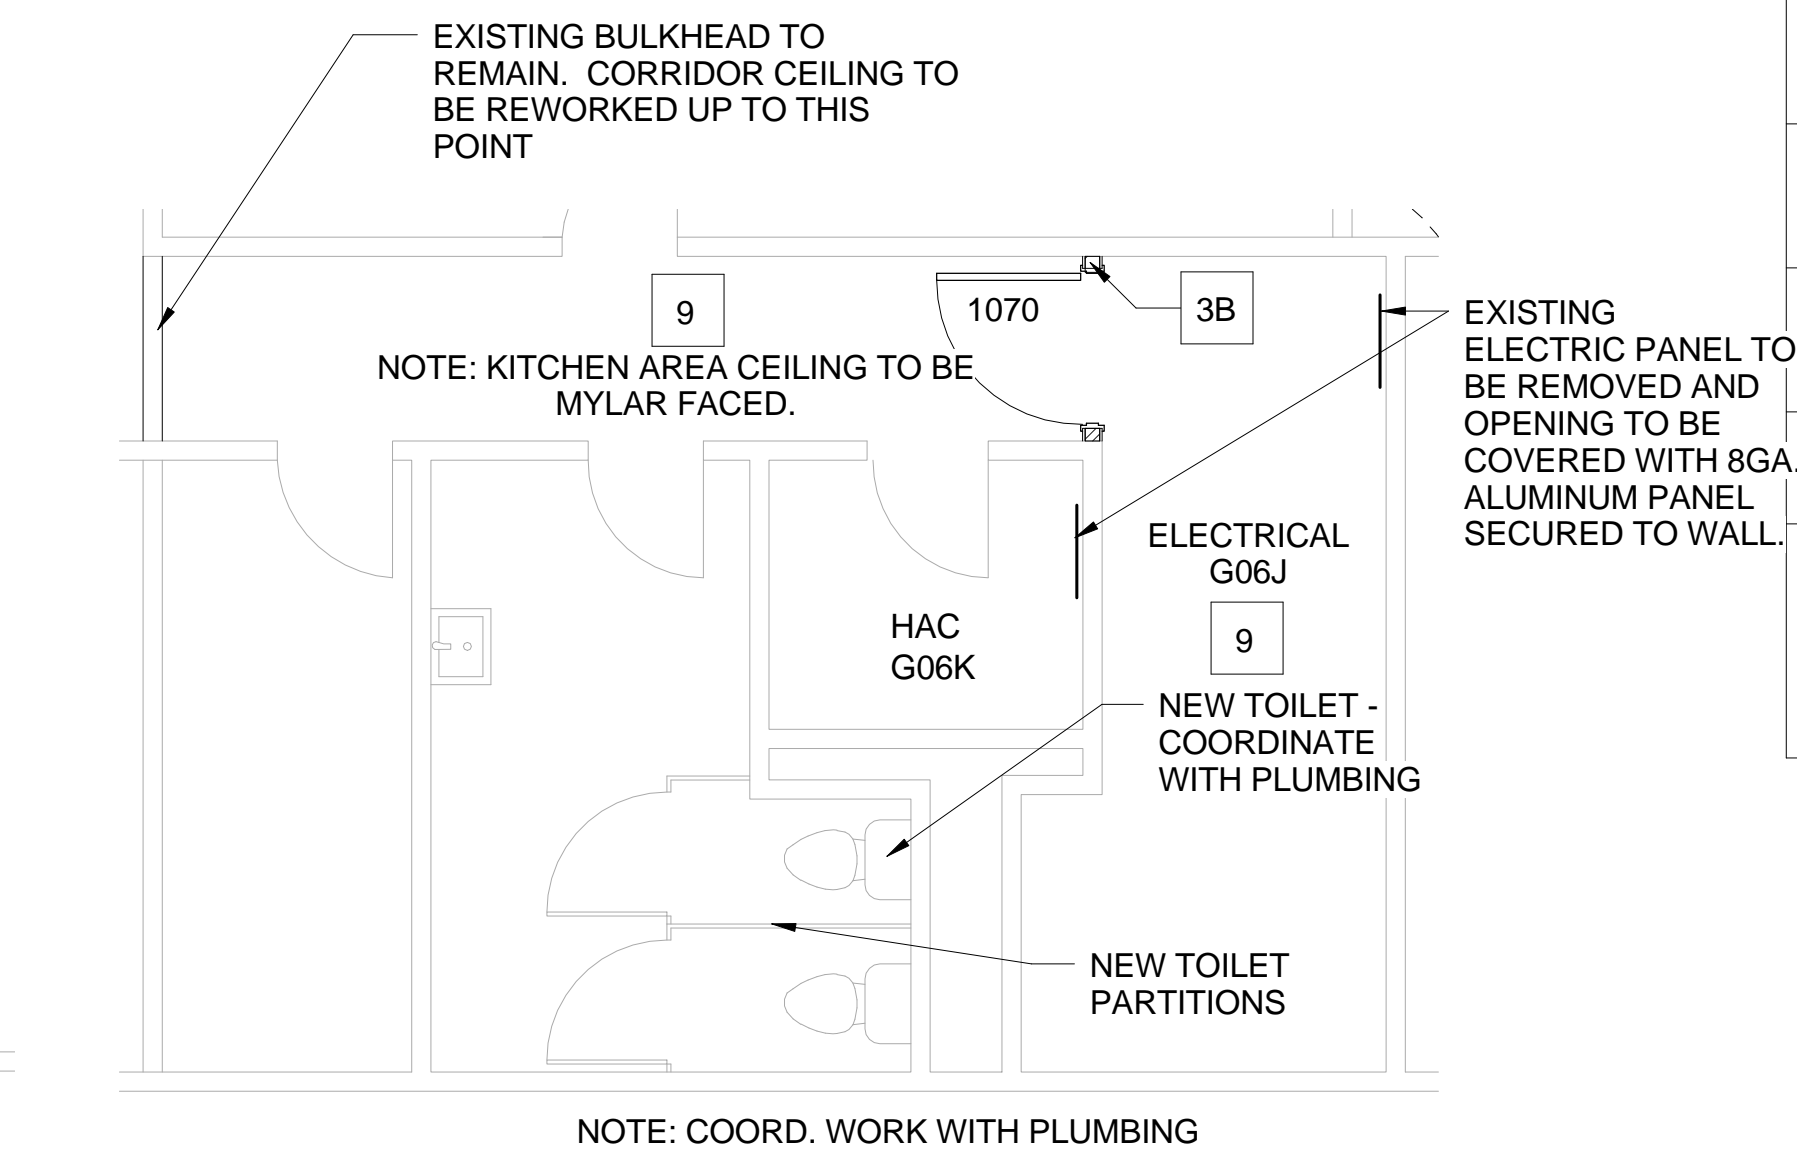 EXISTING BULKHEAD TO
REMAIN. CORRIDOR CEILING TO
BE REWORKED UP TO THIS
POINT
9
1070
3B
NOTE: KITCHEN AREA CEILING TO BE
MYLAR FACED.
EXISTING
ELECTRIC PANEL TO
BE REMOVED AND
OPENING TO BE
COVERED WITH 8GA.
ALUMINUM PANEL
SECURED TO WALL.
ELECTRICAL
G06J
9
HAC
G06K
NEW TOILET -
COORDINATE
WITH PLUMBING
NEW TOILET
PARTITIONS
NOTE: COORD. WORK WITH PLUMBING